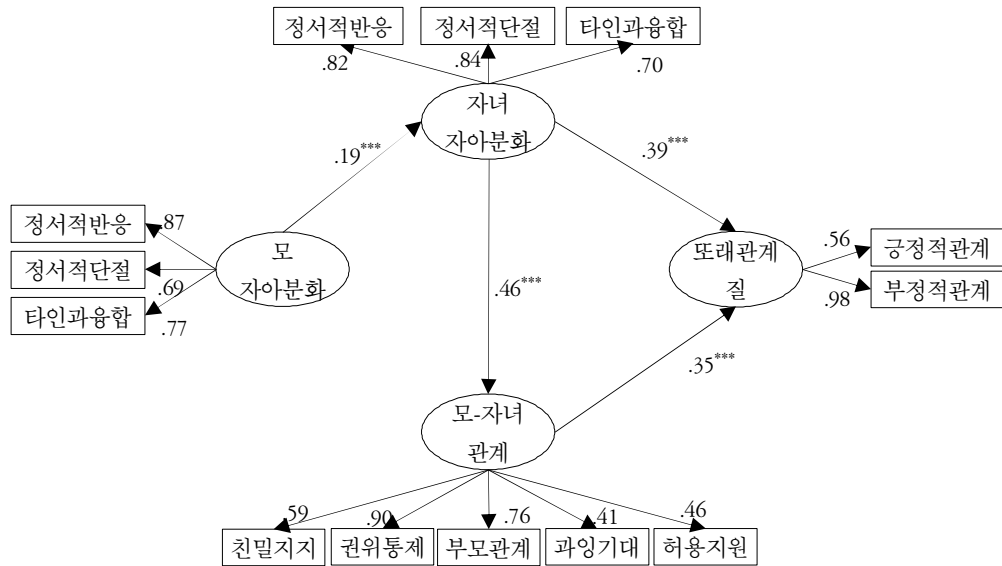 정서적반응
정서적단절
타인과융합
.82
.84
.70
자녀
자아분화
.19***
.39***
정서적반응
.87
정서적단절
.69
타인과융합
.77
모
자아분화
또래관계
질
.56
긍정적관계
부정적관계
.98
.46***
.35***
모-자녀
관계
.59
.90
.76
.41
.46
친밀지지
권위통제
부모관계
과잉기대
허용지원